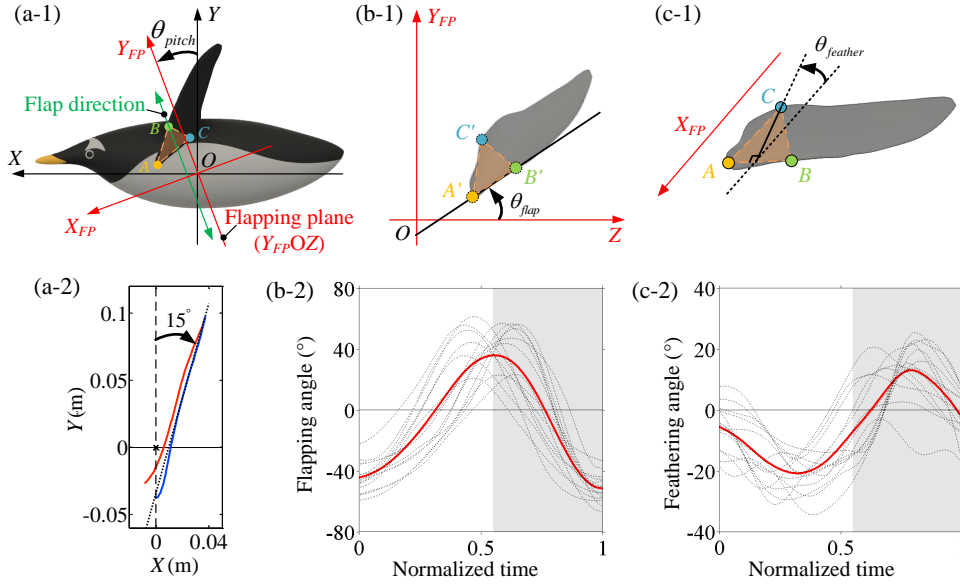 (a-1)
Y
θpitch
YFP
Flap direction
B
C
A
X
O
XFP
Flapping plane
(YFPOZ)
(b-1)
YFP
C'
B'
A'
θflap
O
Z
(c-1)
θfeather
C
XFP
A
B
(a-2)
15°
0.1
0.05
0
-0.05
Y (m)
0
0.04
X (m)
(b-2)
80
40
0
-40
-80
Flapping angle (°)
0
0.5
1
Normalized time
(c-2)
40
20
0
-20
-40
Feathering angle (°)
0
0.5
1
Normalized time